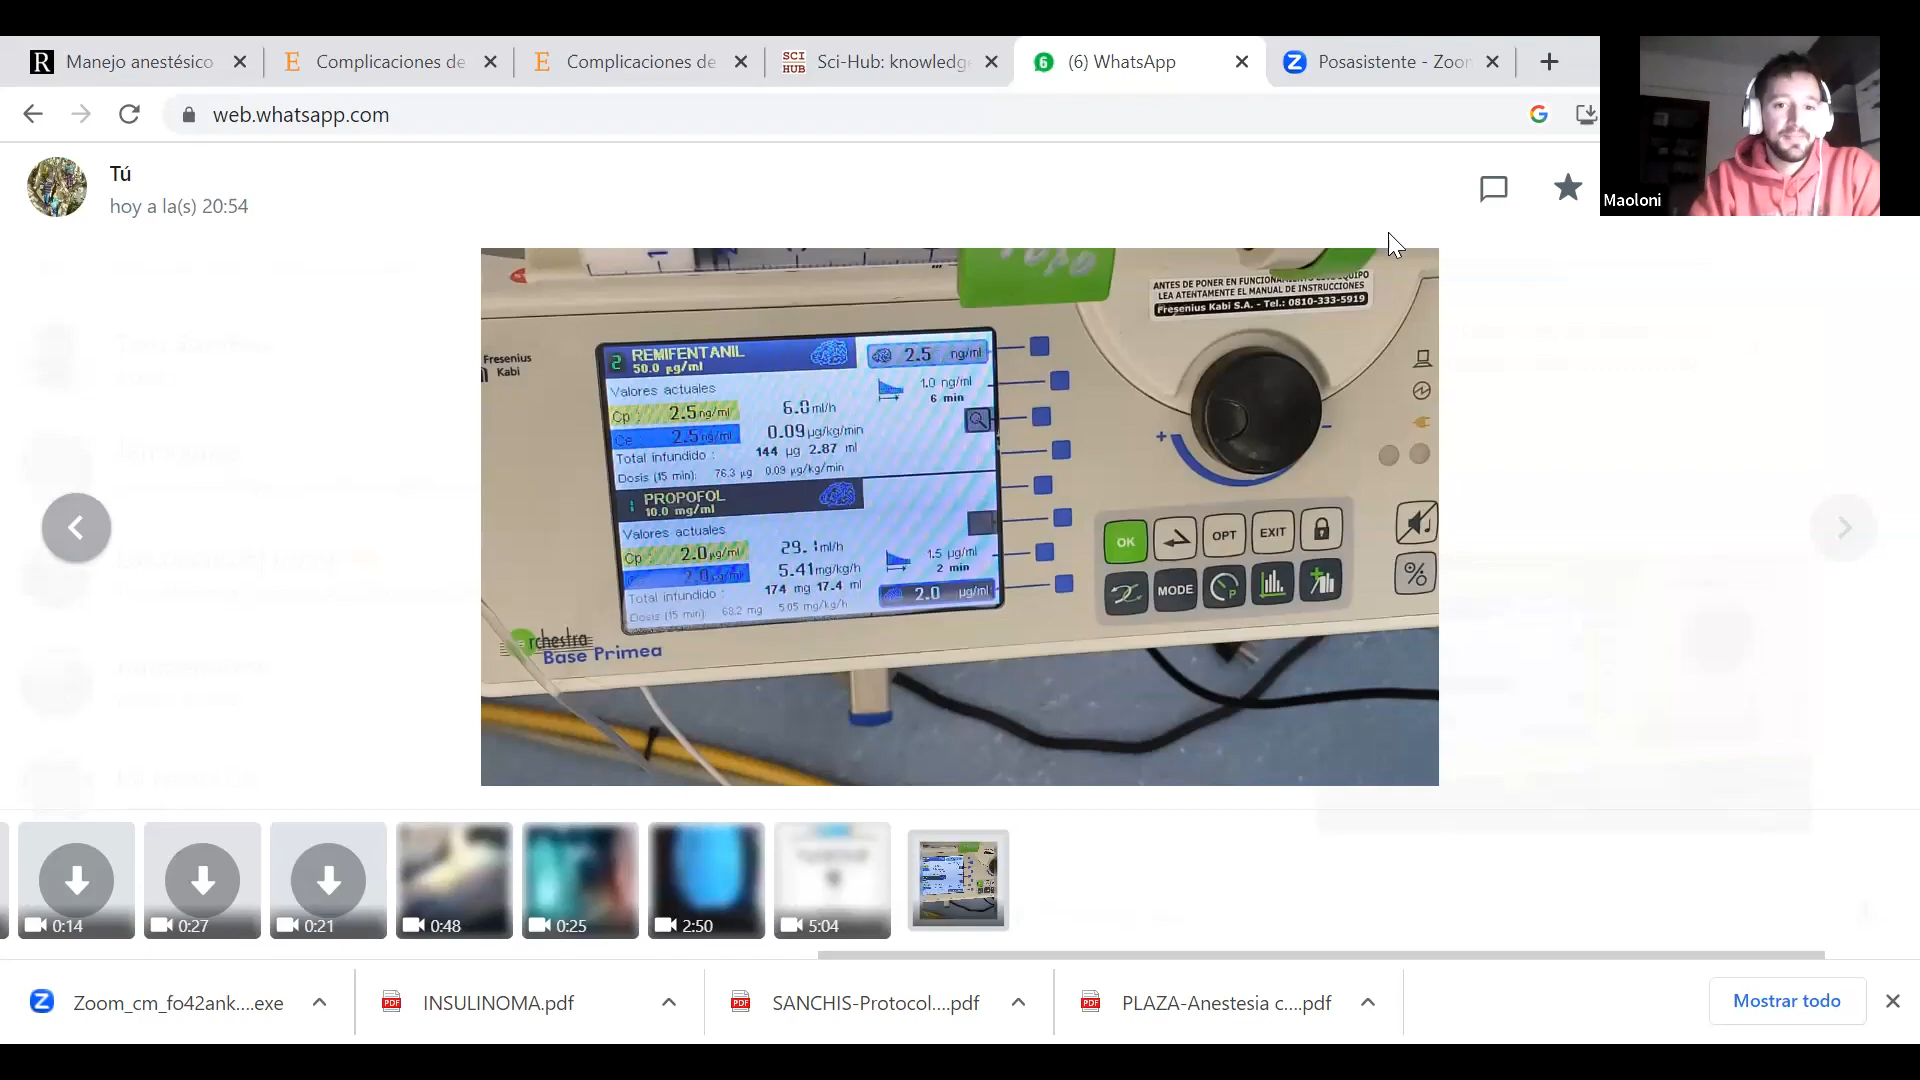 Manejo anestésico
Complicaciones de
Complicaciones de
Sci-Hub: knowledge
(6) WhatsApp
Posasistente - Zoom
web.whatsapp.com
Tú
hoy a la(s) 20:54
Maoloni
ANTES DE PONER EN FUNCIONAMIENTO ESTE EQUIPO
LEA ATENTAMENTE EL MANUAL DE INSTRUCCIONES
Fresenius Kabi S.A. - Tel.: 0810-333-5919
Fresenius
Kabi
2 REMIFENTANIL
50.0 µg/ml
2.5 ng/ml
Valores actuales
1.0 ng/ml
6 min
Cp : 2.5 ng/ml
6.0 ml/h
Ce : 2.5 ng/ml
0.09 µg/kg/min
Total infundido : 144 µg 2.87 ml
Dosis (15 min): 76.3 µg 0.09 µg/kg/min
1 PROPOFOL
10.0 mg/ml
Valores actuales
Cp : 2.0 µg/ml
29.1 ml/h
1.5 µg/ml
2 min
2.0 µg/ml
5.41 mg/kg/h
Total infundido : 174 mg 17.4 ml
2.0 µg/ml
Dosis (15 min): 68.2 mg 5.05 mg/kg/h
OK
OPT
EXIT
MODE
P
%
+
-
rchestra
Base Primea
0:14
0:27
0:21
0:48
0:25
2:50
5:04
Zoom_cm_fo42ank....exe
INSULINOMA.pdf
SANCHIS-Protocol....pdf
PLAZA-Anestesia c....pdf
Mostrar todo